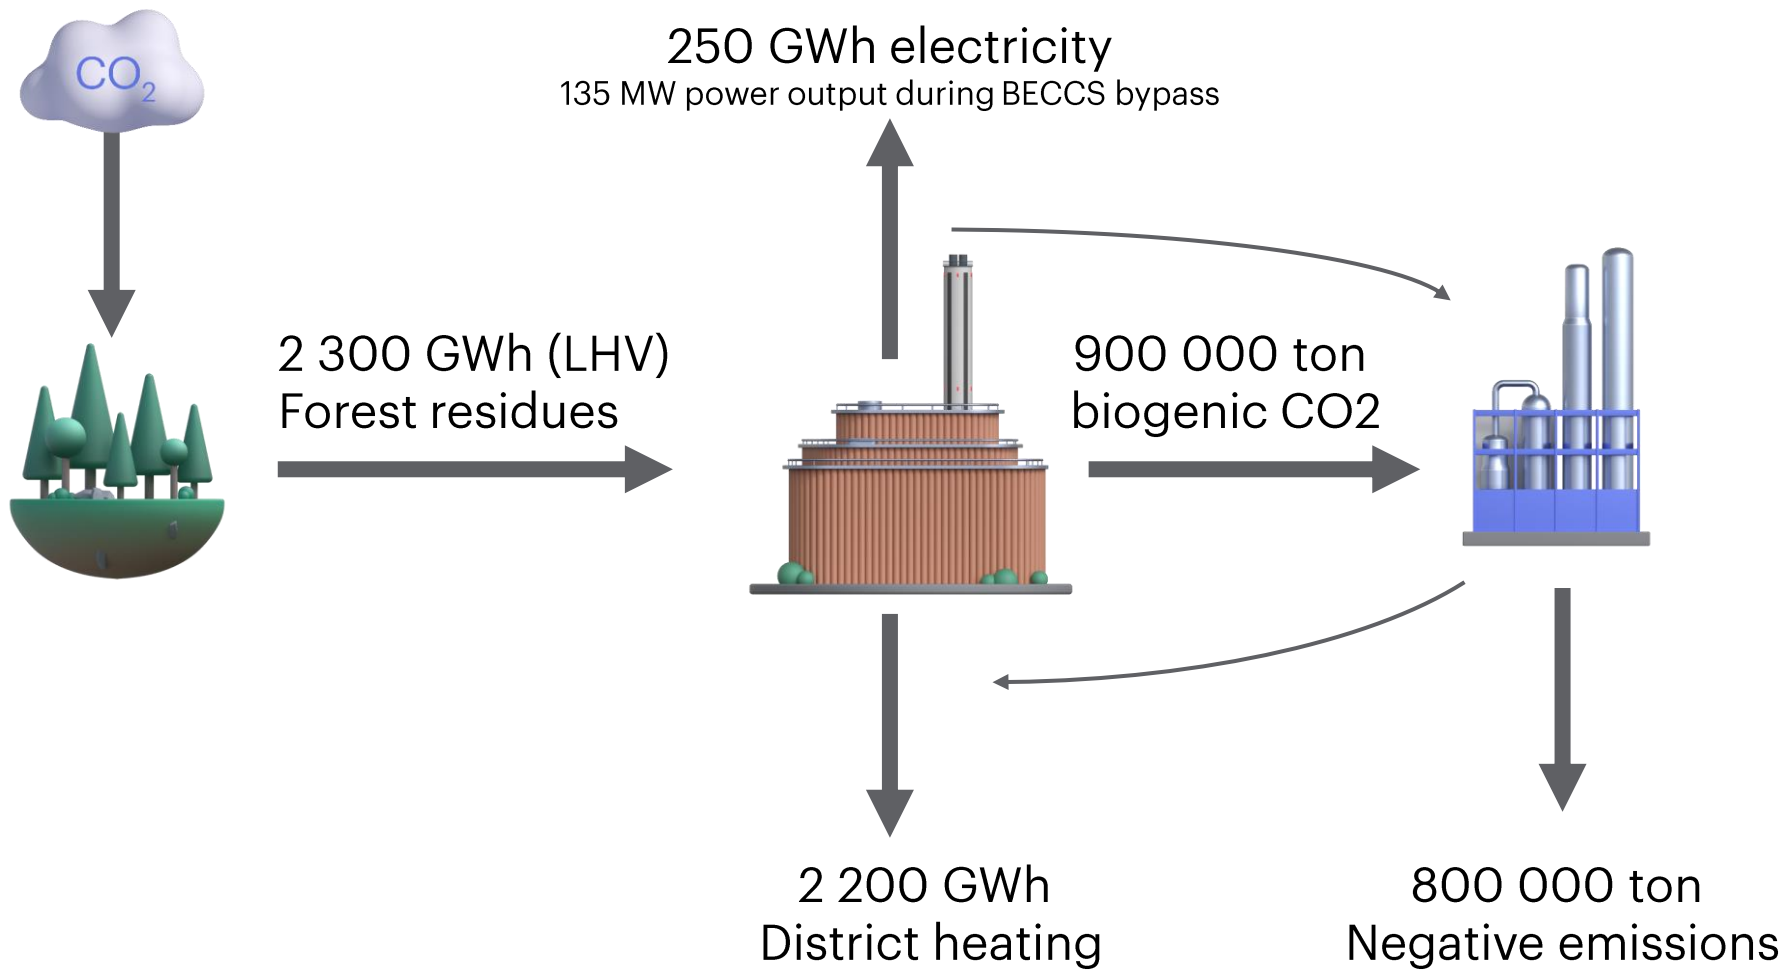 CO₂
250 GWh electricity
135 MW power output during BECCS bypass
2 300 GWh (LHV)
Forest residues
900 000 ton
biogenic CO2
2 200 GWh
District heating
800 000 ton
Negative emissions